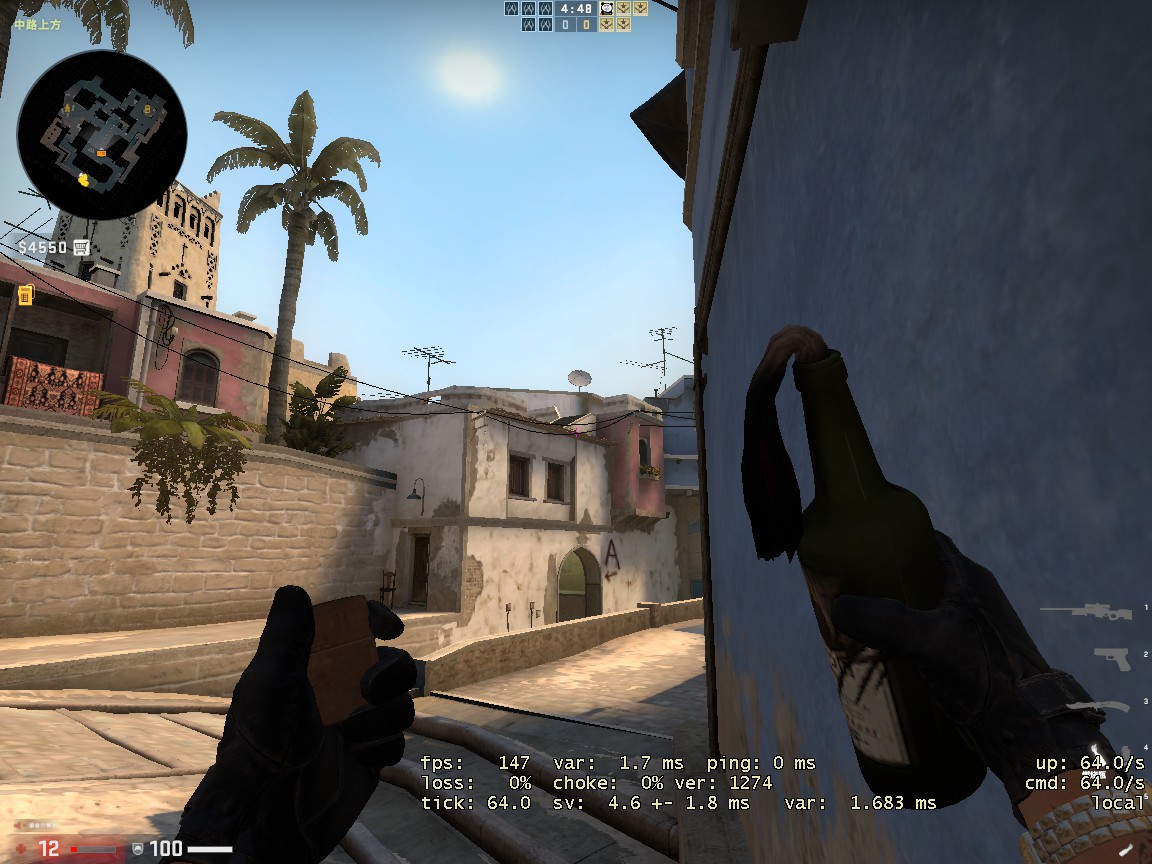 4:48
中路上方
0 0
A
B
$4550
A
1
2
3
4
fps: 147 var: 1.7 ms ping: 0 ms
loss: 0% choke: 0% ver: 1274
tick: 64.0 sv: 4.6 +- 1.8 ms var: 1.683 ms
up: 64.0/s
cmd: 64.0/s
local
12
100